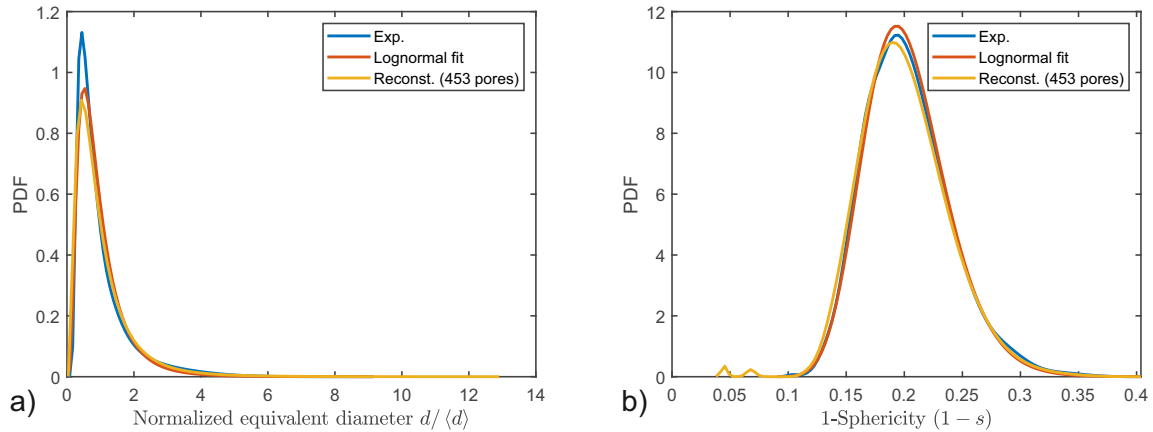 1.2
1
0.8
0.6
0.4
0.2
0
PDF
Exp.
Lognormal fit
Reconst. (453 pores)
0 2 4 6 8 10 12 14
a) Normalized equivalent diameter d/ ⟨d⟩
12
10
8
6
4
2
0
PDF
Exp.
Lognormal fit
Reconst. (453 pores)
0 0.05 0.1 0.15 0.2 0.25 0.3 0.35 0.4
b) 1-Sphericity (1 − s)